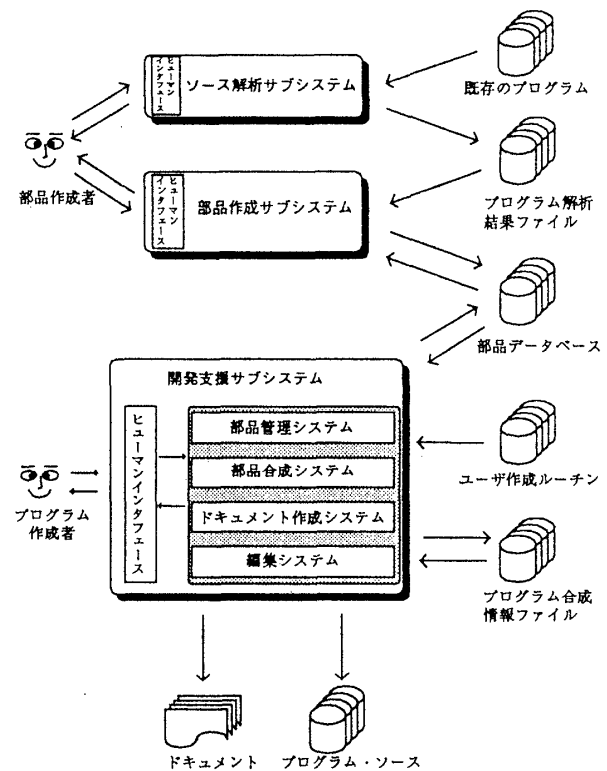 ヒューマン
インタフェース
ソース解析サブシステム
既存のプログラム
部品作成者
ヒューマン
インタフェース
部品作成サブシステム
プログラム解析
結果ファイル
部品データベース
開発支援サブシステム
ヒューマンインタフェース
部品管理システム
部品合成システム
ドキュメント作成システム
編集システム
プログラム
作成者
ユーザ作成ルーチン
プログラム合成
情報ファイル
ドキュメント
プログラム・ソース